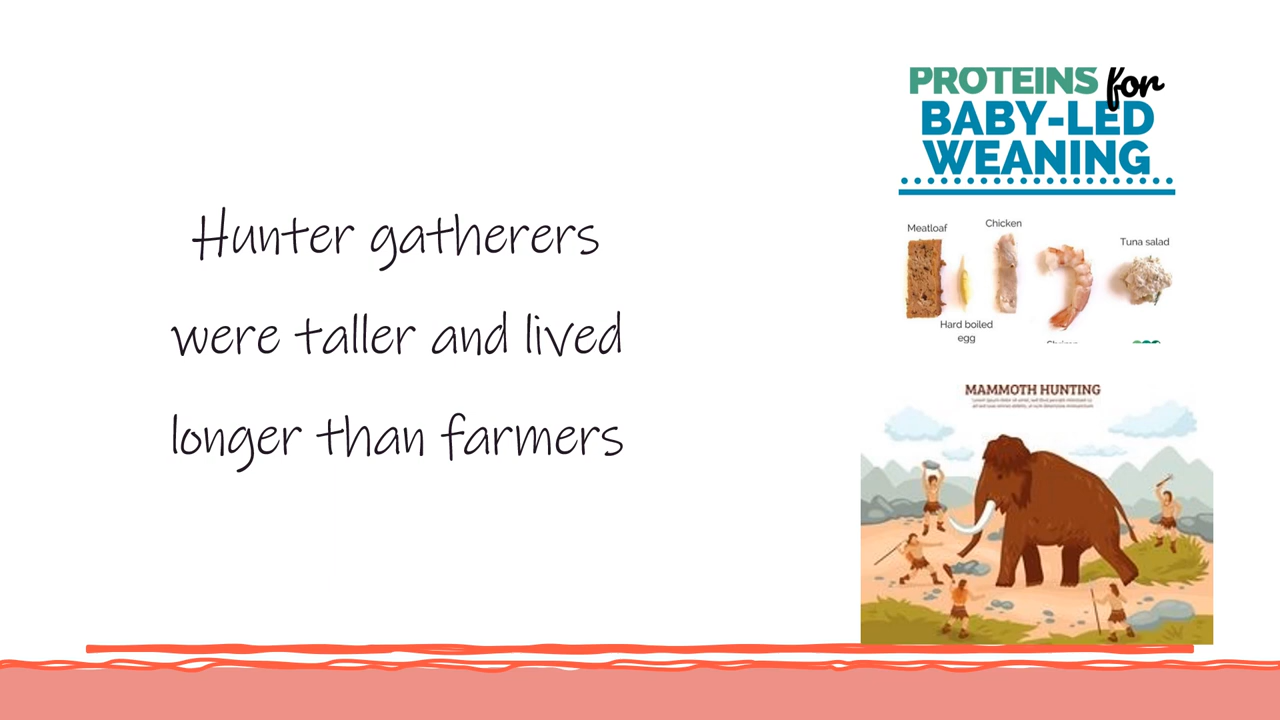 Hunter gatherers
were taller and lived
longer than farmers
PROTEINS for
BABY-LED
WEANING
Meatloaf
Chicken
Tuna salad
Hard boiled
egg
MAMMOTH HUNTING